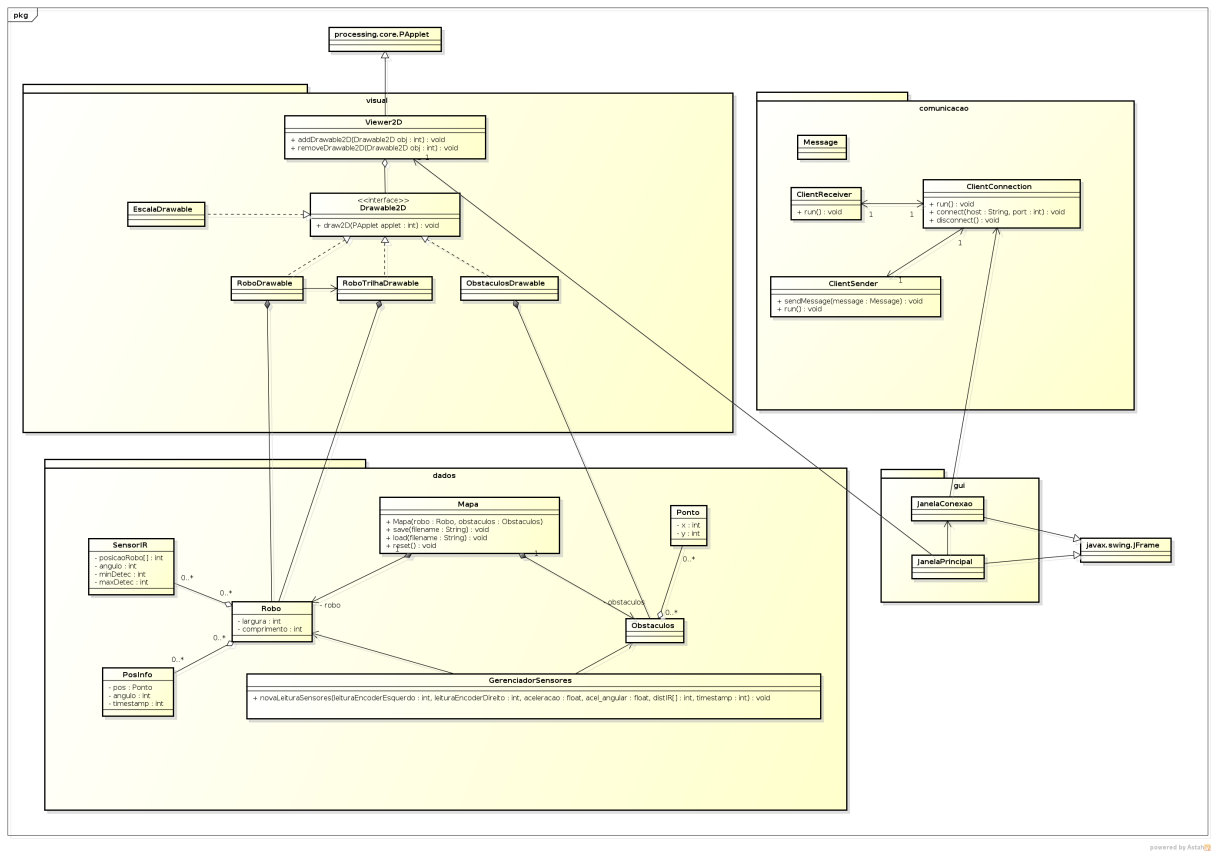 pkg
processing.core.PApplet
visual
Viewer2D
+ addDrawable2D(Drawable2D obj : int) : void
+ removeDrawable2D(Drawable2D obj : int) : void
1
<<interface>>
Drawable2D
+ draw2D(PApplet applet : int) : void
EscalaDrawable
RoboDrawable
RoboTrilhaDrawable
ObstaculosDrawable
comunicacao
Message
ClientReceiver
+ run() : void
1
1
ClientConnection
+ run() : void
+ connect(host : String, port : int) : void
+ disconnect() : void
1
1
ClientSender
+ sendMessage(message : Message) : void
+ run() : void
dados
Mapa
+ Mapa(robo : Robo, obstaculos : Obstaculos)
+ save(filename : String) : void
+ load(filename : String) : void
+ reset() : void
1
1
Ponto
- x : int
- y : int
0..*
0..*
SensorIR
- posicaoRobo[] : int
- angulo : int
- minDetec : int
- maxDetec : int
0..*
0..*
Robo
- largura : int
- comprimento : int
- robo
- obstaculos
Obstaculos
0..*
0..*
PosInfo
- pos : Ponto
- angulo : int
- timestamp : int
GerenciadorSensores
+ novaLeituraSensores(leituraEncoderEsquerdo : int, leituraEncoderDireito : int, aceleracao : float, acel_angular : float, distIR[] : int, timestamp : int) : void
gui
JanelaConexao
JanelaPrincipal
javax.swing.JFrame
powered by Astah